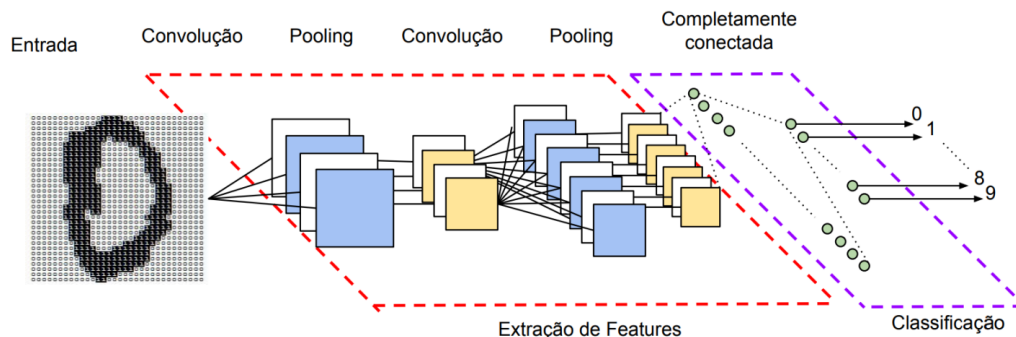 Entrada
Convolução
Pooling
Convolução
Pooling
Completamente
conectada
0
1
8
9
Extração de Features
Classificação